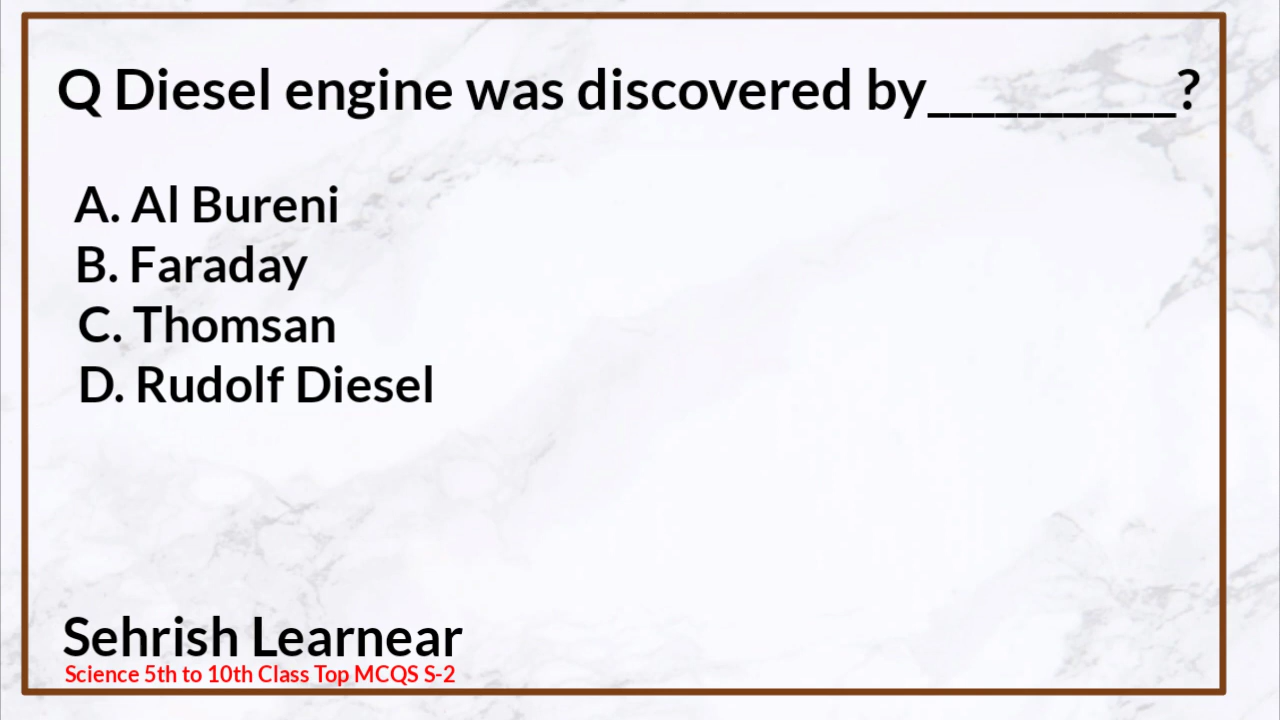 Q Diesel engine was discovered by___________?
A. Al Bureni
B. Faraday
C. Thomsan
D. Rudolf Diesel
Sehrish Learnear
Science 5th to 10th Class Top MCQS S-2